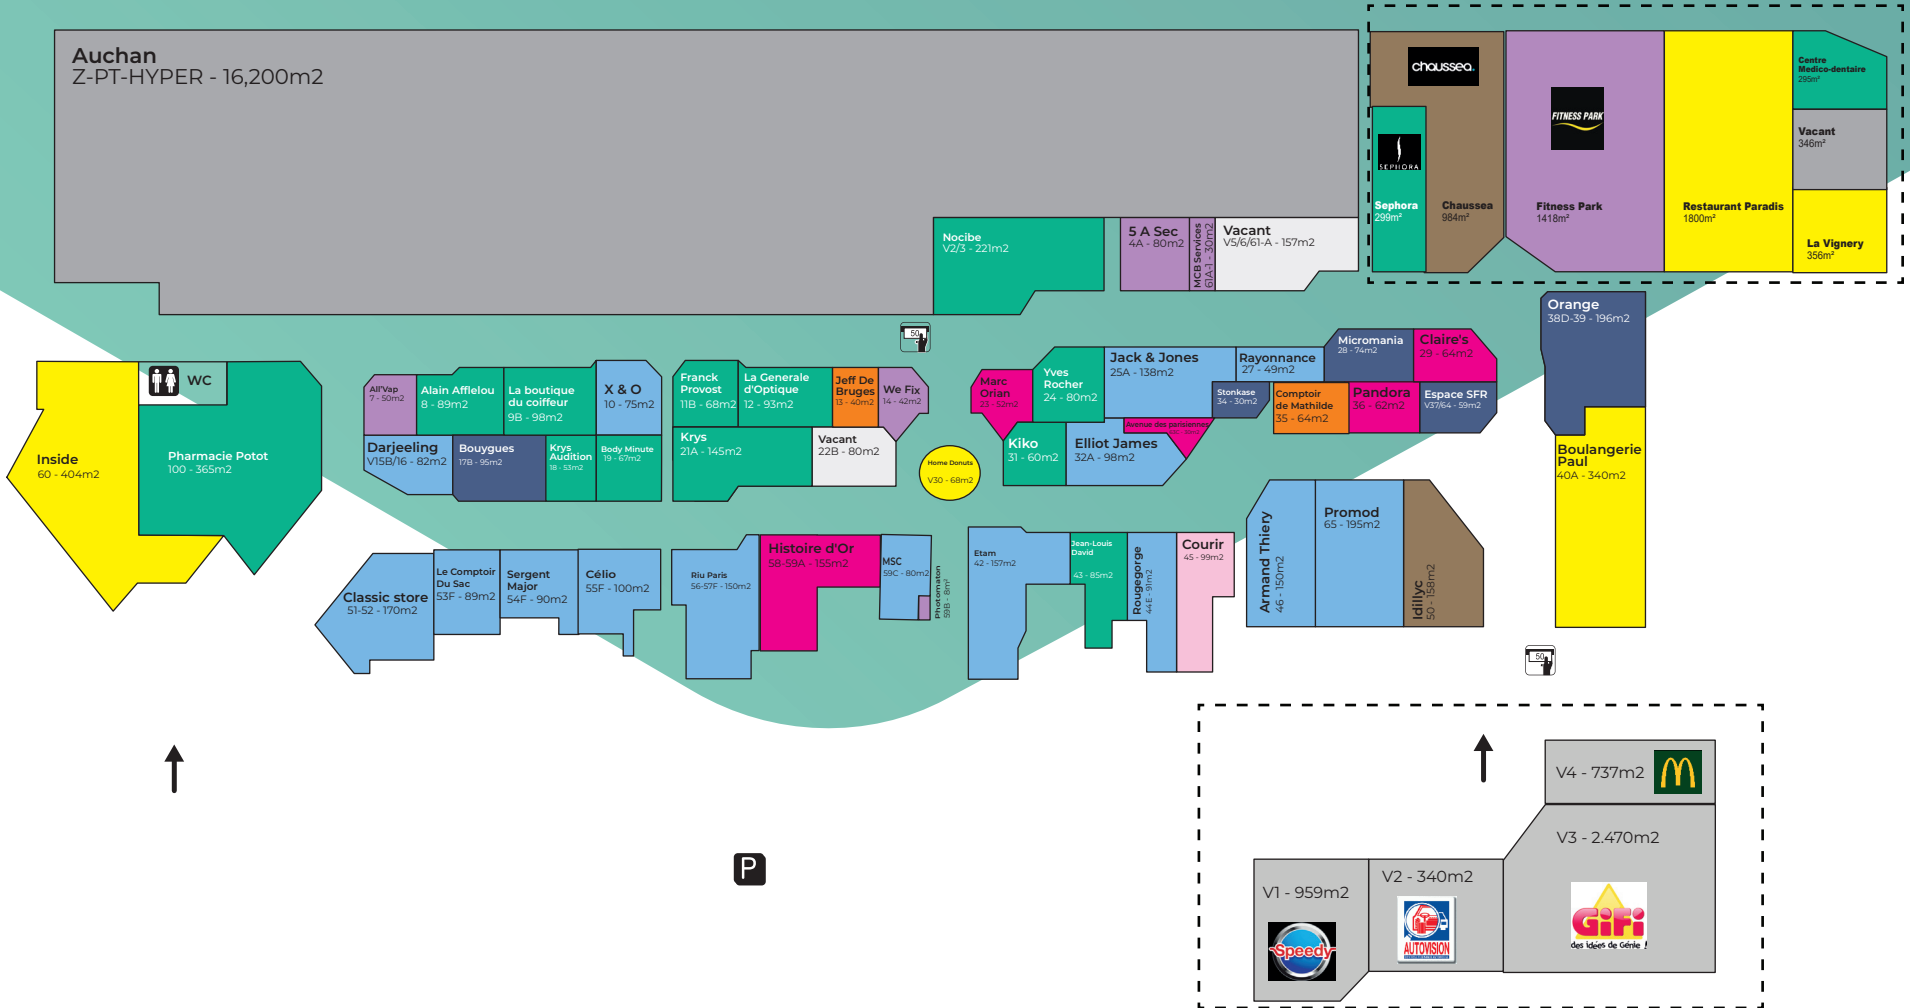 Auchan
Z-PT-HYPER - 16,200m2
chaussea.
SEPHORA
Sephora
299m²
Chaussea
984m²
FITNESS PARK
Fitness Park
1418m²
Restaurant Paradis
1800m²
Centre
Medico-dentaire
295m²
Vacant
346m²
La Vignery
356m²
Nocibe
V2/3 - 221m2
5 A Sec
4A - 80m2
MCB Services
61A-1 - 30m2
Vacant
V5/6/61-A - 157m2
50
Orange
38D-39 - 196m2
Boulangerie
Paul
40A - 340m2
Inside
60 - 404m2
WC
Pharmacie Potot
100 - 365m2
All'Vap
7 - 50m2
Alain Afflelou
8 - 89m2
La boutique
du coiffeur
9B - 98m2
X & O
10 - 75m2
Darjeeling
V15B/16 - 82m2
Bouygues
17B - 95m2
Krys
Audition
18 - 53m2
Body Minute
19 - 67m2
Franck
Provost
11B - 68m2
La Generale
d'Optique
12 - 93m2
Jeff De
Bruges
13 - 40m2
We Fix
14 - 42m2
Krys
21A - 145m2
Vacant
22B - 80m2
Home Donuts
V30 - 68m2
Marc
Orian
23 - 52m2
Yves
Rocher
24 - 80m2
Jack & Jones
25A - 138m2
Rayonnance
27 - 49m2
Micromania
28 - 74m2
Claire's
29 - 64m2
Stonkase
34 - 30m2
Comptoir
de Mathilde
35 - 64m2
Pandora
36 - 62m2
Espace SFR
V37/64 - 59m2
Avenue des parisiennes
Kiko
31 - 60m2
Elliot James
32A - 98m2
Classic store
51-52 - 170m2
Le Comptoir
Du Sac
53F - 89m2
Sergent
Major
54F - 90m2
Célio
55F - 100m2
Riu Paris
56-57F - 150m2
Histoire d'Or
58-59A - 155m2
MSC
59C - 80m2
Photomaton
59B - 8m²
Etam
42 - 157m2
Jean-Louis
David
43 - 85m2
Rougegorge
44E - 91m2
Courir
45 - 99m2
Armand Thiery
46 - 150m2
Promod
65 - 195m2
Idillyc
50 - 158m2
50
P
V4 - 737m2
V3 - 2.470m2
GiFi
des idées de Génie !
V2 - 340m2
AUTOVISION
V1 - 959m2
Speedy